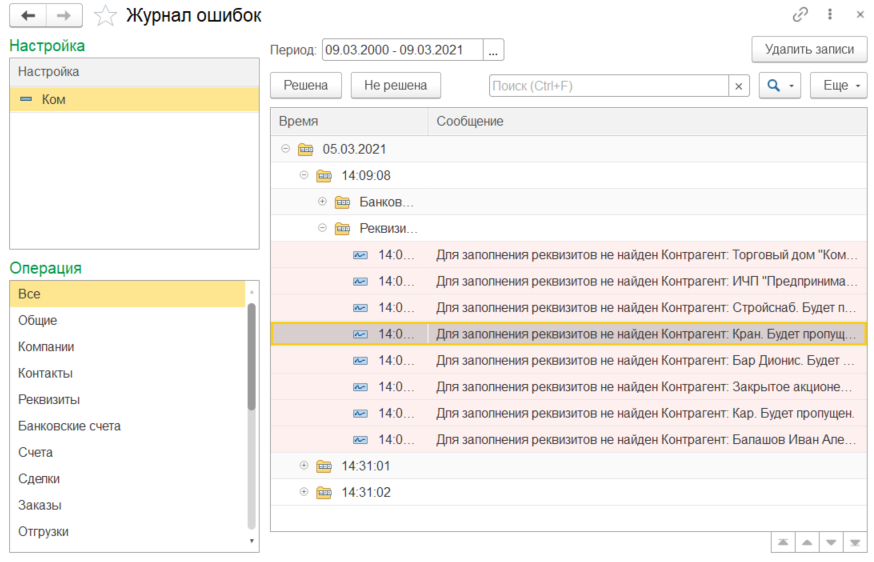 Журнал ошибок
Настройка
Настройка
Ком
Операция
Все
Общие
Компании
Контакты
Реквизиты
Банковские счета
Счета
Сделки
Заказы
Отгрузки
Период: 09.03.2000 - 09.03.2021 ...
Удалить записи
Решена Не решена Поиск (Ctrl+F) × Еще
Время Сообщение
05.03.2021
14:09:08
Банков...
Реквизи...
14:0... Для заполнения реквизитов не найден Контрагент: Торговый дом "Ком...
14:0... Для заполнения реквизитов не найден Контрагент: ИЧП "Предпринима...
14:0... Для заполнения реквизитов не найден Контрагент: Стройснаб. Будет п...
14:0... Для заполнения реквизитов не найден Контрагент: Кран. Будет пропущ...
14:0... Для заполнения реквизитов не найден Контрагент: Бар Дионис. Будет ...
14:0... Для заполнения реквизитов не найден Контрагент: Закрытое акционе...
14:0... Для заполнения реквизитов не найден Контрагент: Кар. Будет пропущен.
14:0... Для заполнения реквизитов не найден Контрагент: Балашов Иван Але...
14:31:01
14:31:02